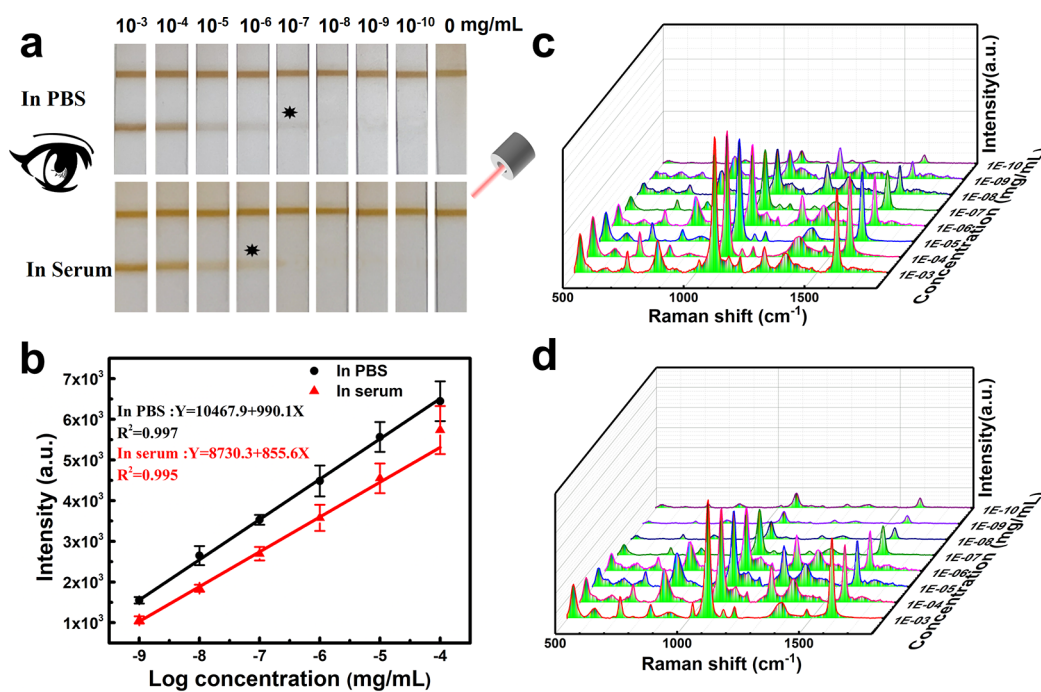 a
10⁻³ 10⁻⁴ 10⁻⁵ 10⁻⁶ 10⁻⁷ 10⁻⁸ 10⁻⁹ 10⁻¹⁰ 0 mg/mL
In PBS
In Serum
b
In PBS
In serum
In PBS :Y=10467.9+990.1X
R²=0.997
In serum :Y=8730.3+855.6X
R²=0.995
Intensity (a.u.)
7x10³
6x10³
5x10³
4x10³
3x10³
2x10³
1x10³
-9 -8 -7 -6 -5 -4
Log concentration (mg/mL)
c
Intensity(a.u.)
1E-10
1E-09
1E-08
1E-07
1E-06
1E-05
1E-04
1E-03
Concentration (mg/mL)
500 1000 1500
Raman shift (cm⁻¹)
d
Intensity(a.u.)
1E-10
1E-09
1E-08
1E-07
1E-06
1E-05
1E-04
1E-03
Concentration (mg/mL)
500 1000 1500
Raman shift (cm⁻¹)